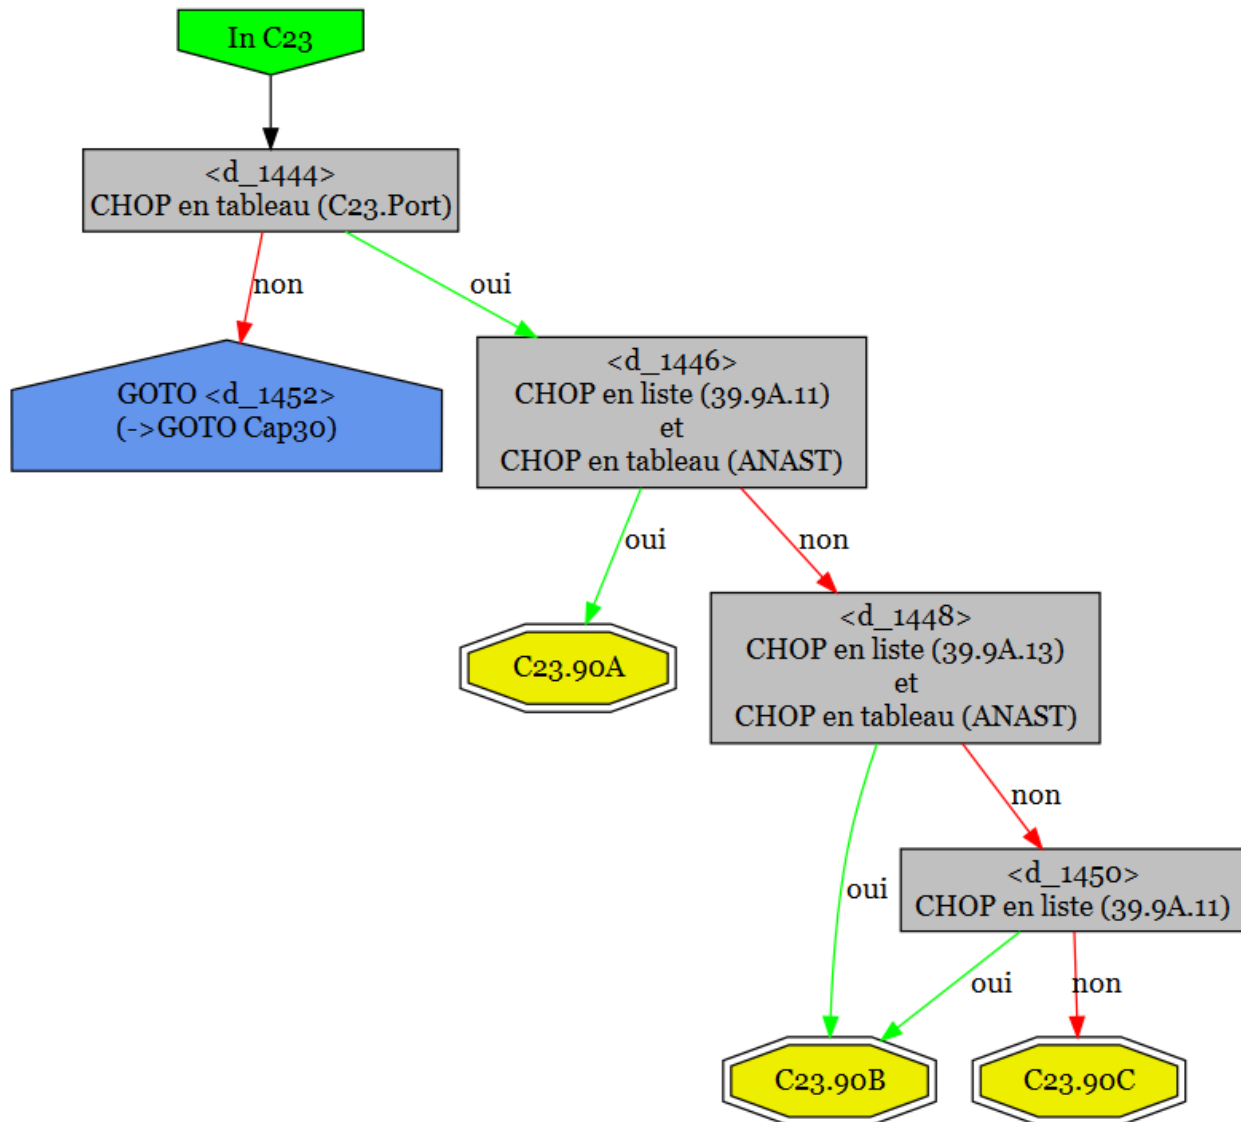 In C23
<d_1444>
CHOP en tableau (C23.Port)
non
oui
GOTO <d_1452>
(->GOTO Cap30)
<d_1446>
CHOP en liste (39.9A.11)
et
CHOP en tableau (ANAST)
oui
non
C23.90A
<d_1448>
CHOP en liste (39.9A.13)
et
CHOP en tableau (ANAST)
oui
non
<d_1450>
CHOP en liste (39.9A.11)
oui
non
C23.90B
C23.90C